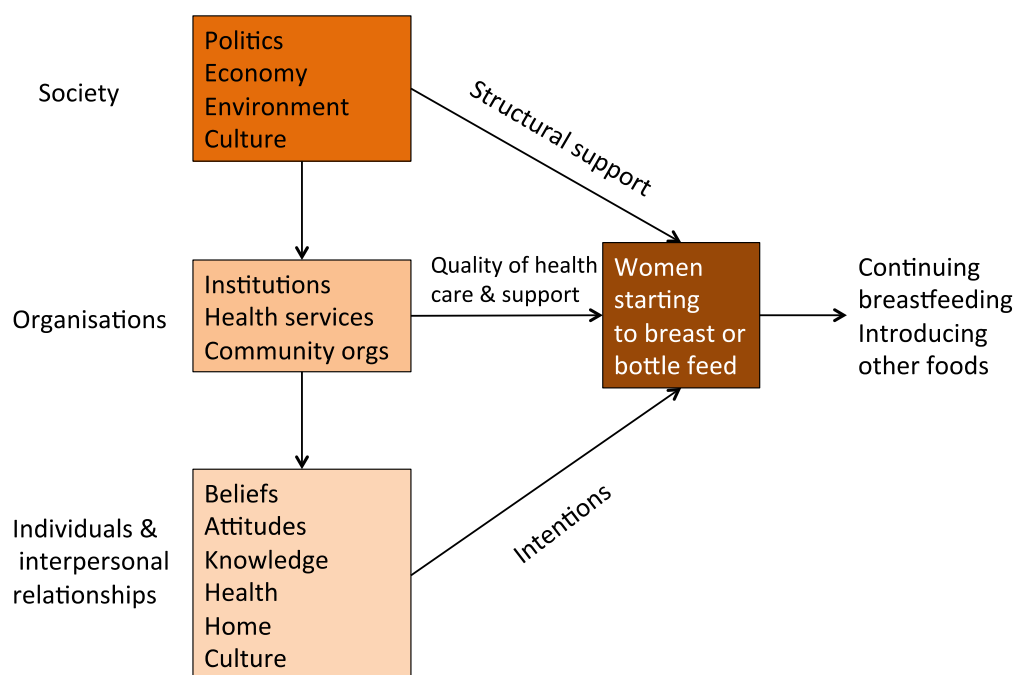 Society
Politics
Economy
Environment
Culture
Structural support
Organisations
Institutions
Health services
Community orgs
Quality of health
care & support
Women
starting
to breast or
bottle feed
Continuing
breastfeeding
Introducing
other foods
Individuals &
interpersonal
relationships
Beliefs
Attitudes
Knowledge
Health
Home
Culture
Intentions